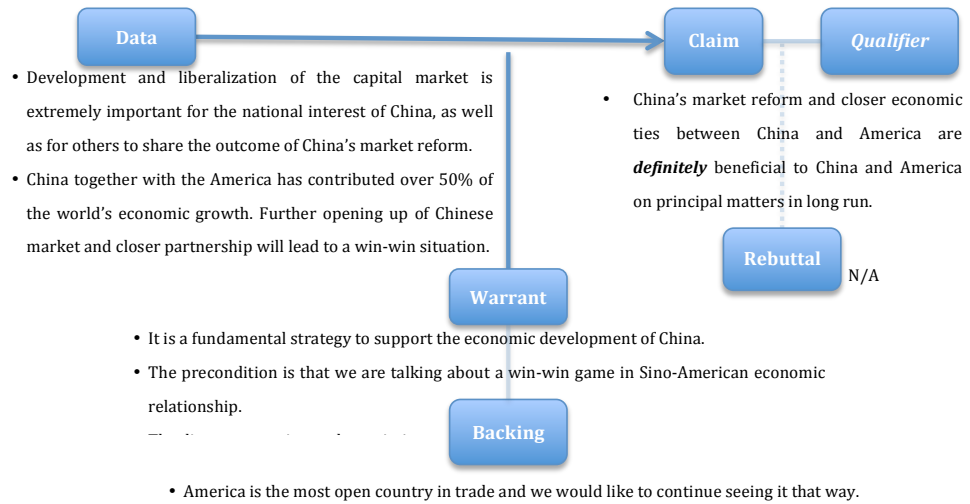 Data
Claim
Qualifier
• Development and liberalization of the capital market is
extremely important for the national interest of China, as well
as for others to share the outcome of China’s market reform.
• China together with the America has contributed over 50% of
the world’s economic growth. Further opening up of Chinese
market and closer partnership will lead to a win-win situation.
• China’s market reform and closer economic
ties between China and America are
definitely beneficial to China and America
on principal matters in long run.
Rebuttal
N/A
Warrant
• It is a fundamental strategy to support the economic development of China.
• The precondition is that we are talking about a win-win game in Sino-American economic
relationship.
Backing
• America is the most open country in trade and we would like to continue seeing it that way.